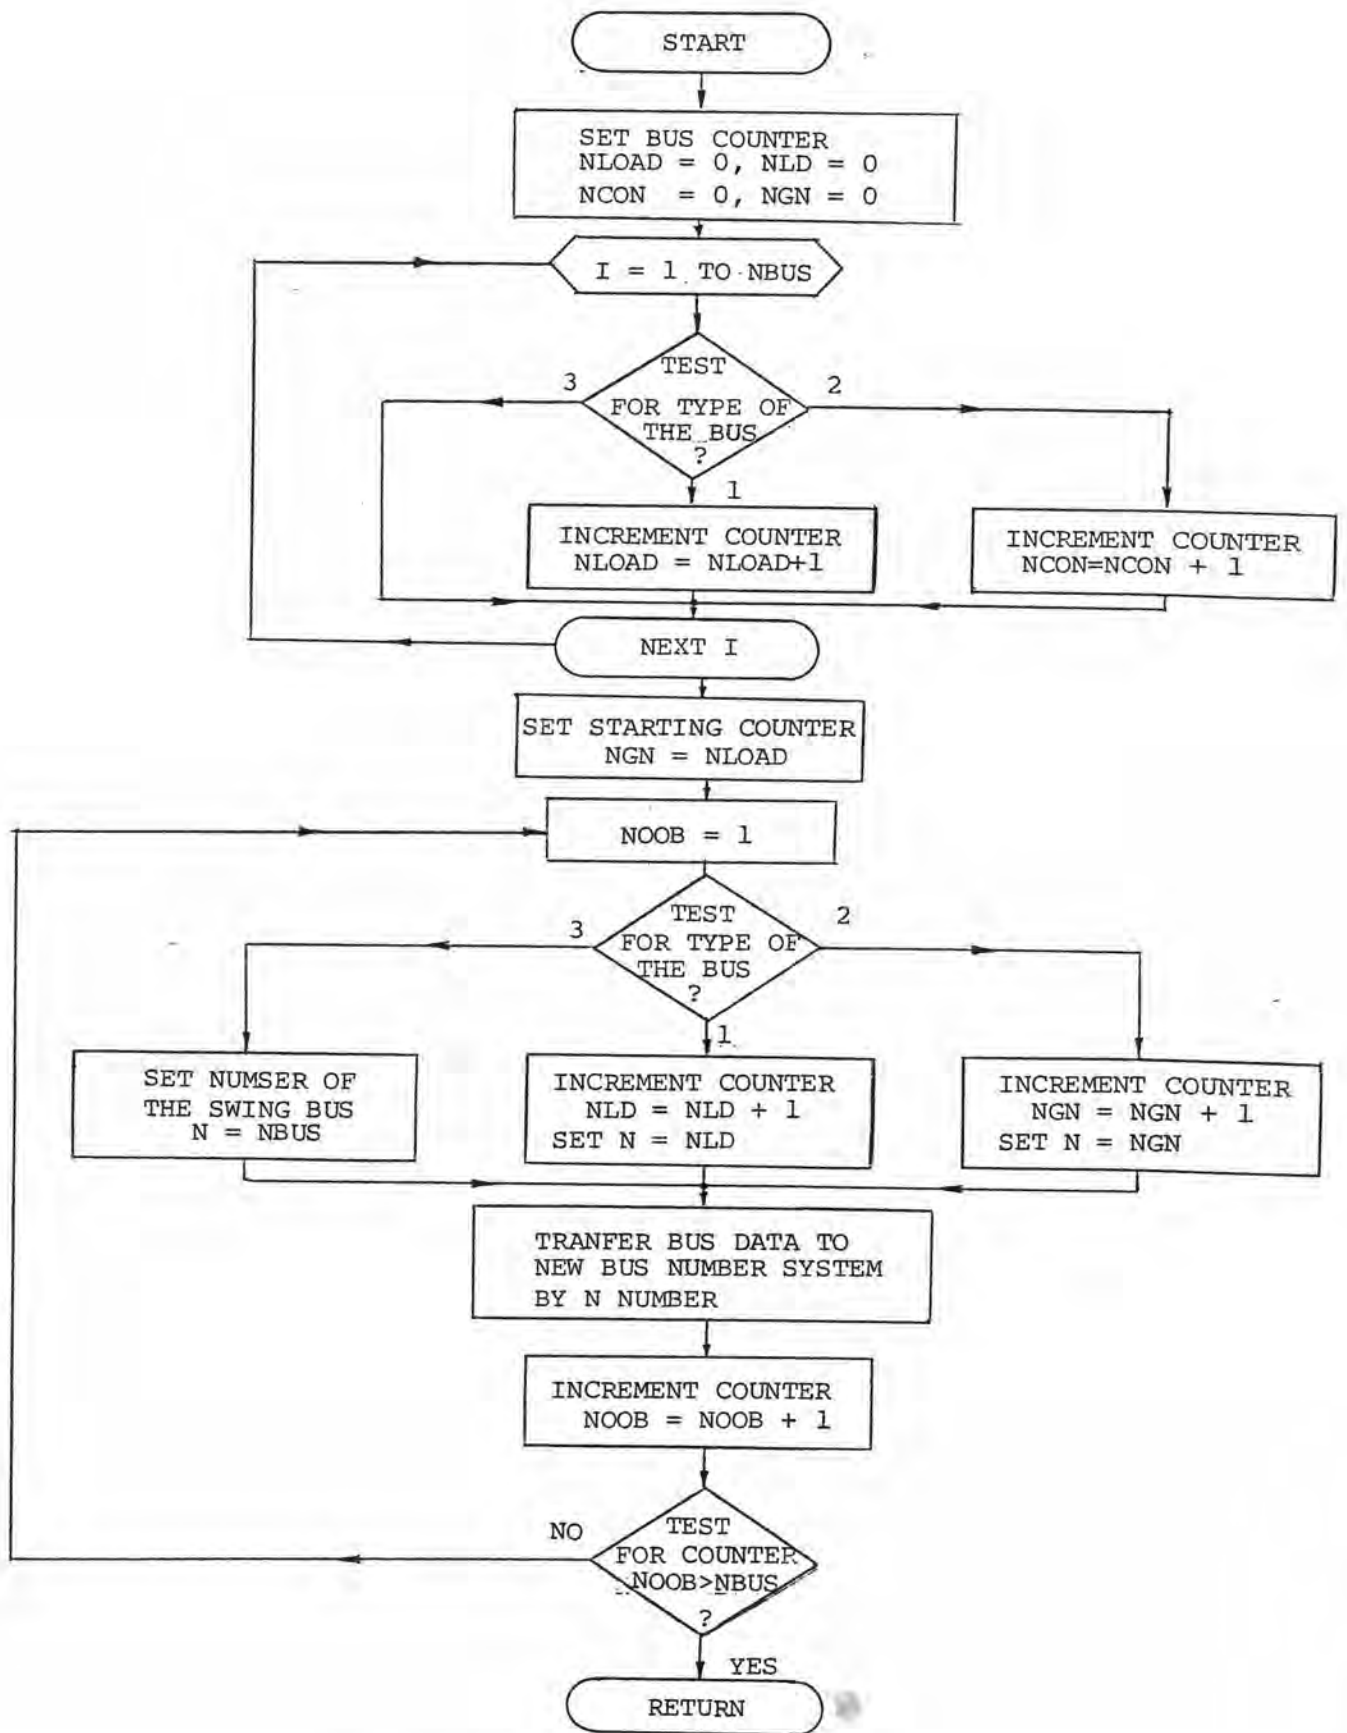 START
SET BUS COUNTER
NLOAD = 0, NLD = 0
NCON = 0, NGN = 0
I = 1 TO NBUS
TEST
3
2
FOR TYPE OF
THE BUS
?
1
INCREMENT COUNTER
NLOAD = NLOAD+1
INCREMENT COUNTER
NCON=NCON + 1
NEXT I
SET STARTING COUNTER
NGN = NLOAD
NOOB = 1
TEST
3
2
FOR TYPE OF
THE BUS
?
1
SET NUMSER OF
THE SWING BUS
N = NBUS
INCREMENT COUNTER
NLD = NLD + 1
SET N = NLD
INCREMENT COUNTER
NGN = NGN + 1
SET N = NGN
TRANFER BUS DATA TO
NEW BUS NUMBER SYSTEM
BY N NUMBER
INCREMENT COUNTER
NOOB = NOOB + 1
NO
TEST
FOR COUNTER
NOOB>NBUS
?
YES
RETURN